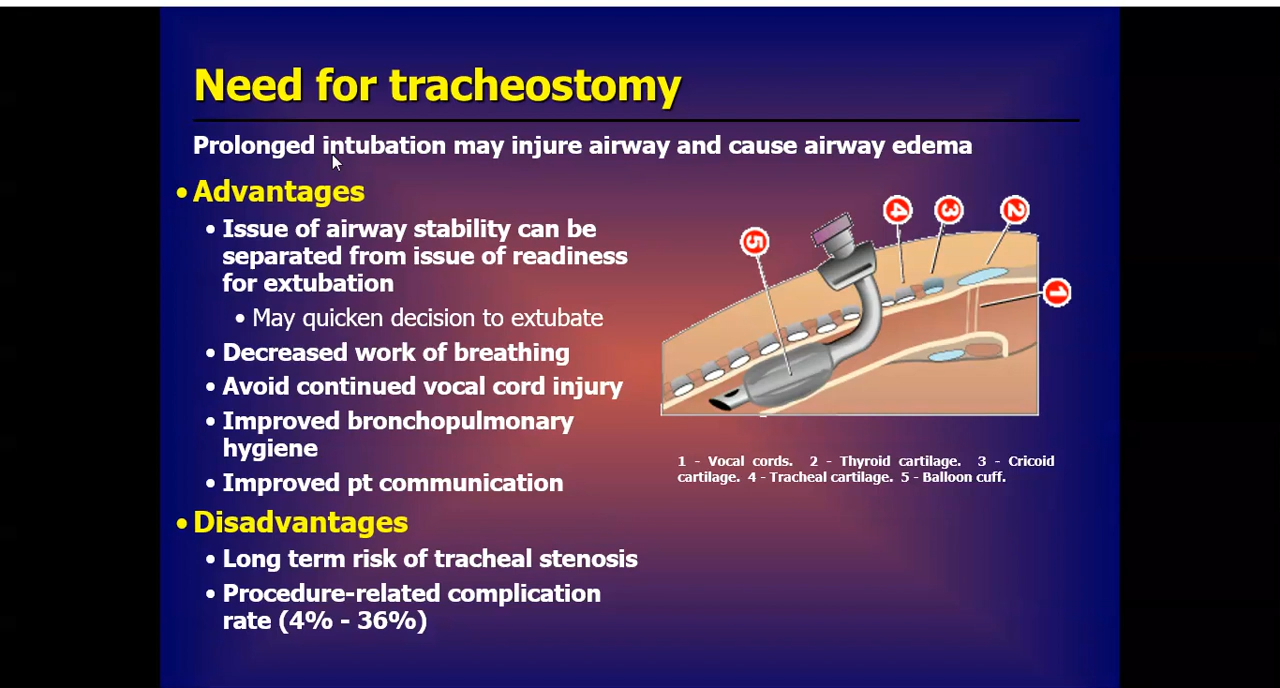 Need for tracheostomy
Prolonged intubation may injure airway and cause airway edema
• Advantages
• Issue of airway stability can be
separated from issue of readiness
for extubation
• May quicken decision to extubate
• Decreased work of breathing
• Avoid continued vocal cord injury
• Improved bronchopulmonary
hygiene
• Improved pt communication
• Disadvantages
• Long term risk of tracheal stenosis
• Procedure-related complication
rate (4% - 36%)
5
4
3
2
1
1 - Vocal cords. 2 - Thyroid cartilage. 3 - Cricoid
cartilage. 4 - Tracheal cartilage. 5 - Balloon cuff.